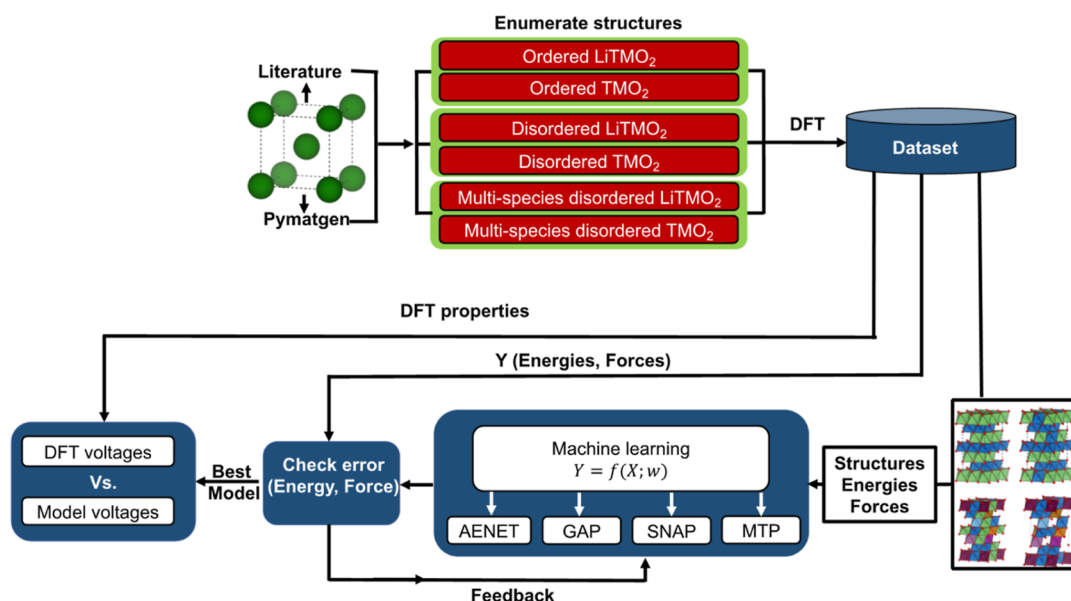 Enumerate structures
Literature
Pymatgen
Ordered LiTMO₂
Ordered TMO₂
Disordered LiTMO₂
Disordered TMO₂
Multi-species disordered LiTMO₂
Multi-species disordered TMO₂
DFT
Dataset
DFT properties
Y (Energies, Forces)
DFT voltages
Vs.
Model voltages
Best
Model
Check error
(Energy, Force)
Machine learning
Y = f(X; w)
AENET
GAP
SNAP
MTP
Structures
Energies
Forces
Feedback